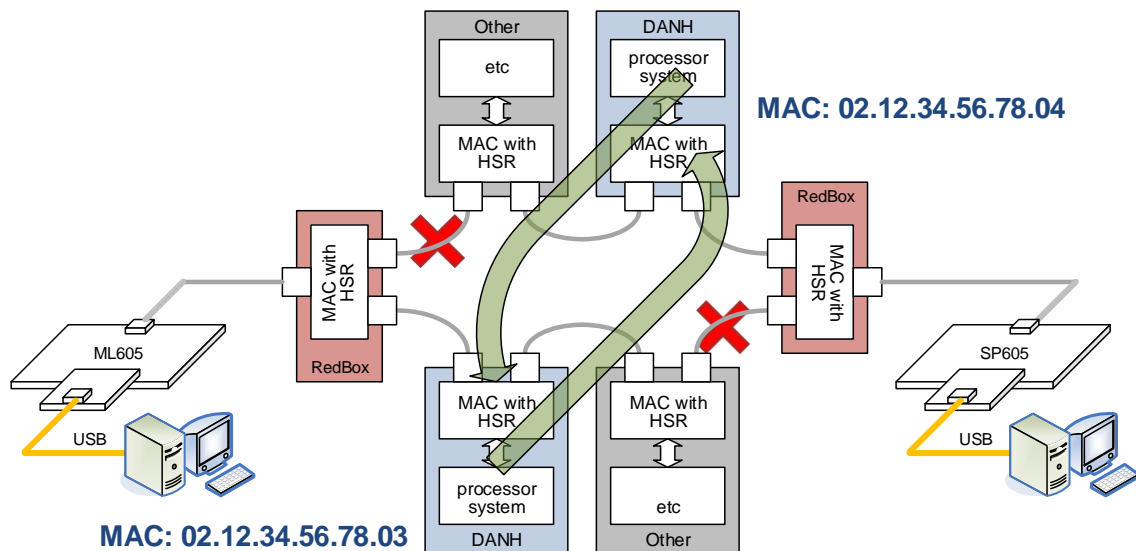 Other
etc
MAC with
HSR
DANH
processor
system
MAC with
HSR
MAC: 02.12.34.56.78.04
RedBox
MAC with
HSR
RedBox
MAC with
HSR
ML605
USB
SP605
USB
MAC with
HSR
processor
system
DANH
MAC: 02.12.34.56.78.03
MAC with
HSR
etc
Other